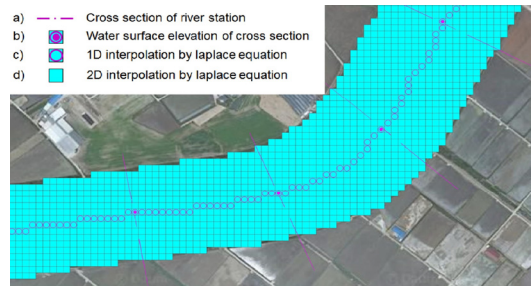 a) Cross section of river station
b) Water surface elevation of cross section
c) 1D interpolation by laplace equation
d) 2D interpolation by laplace equation